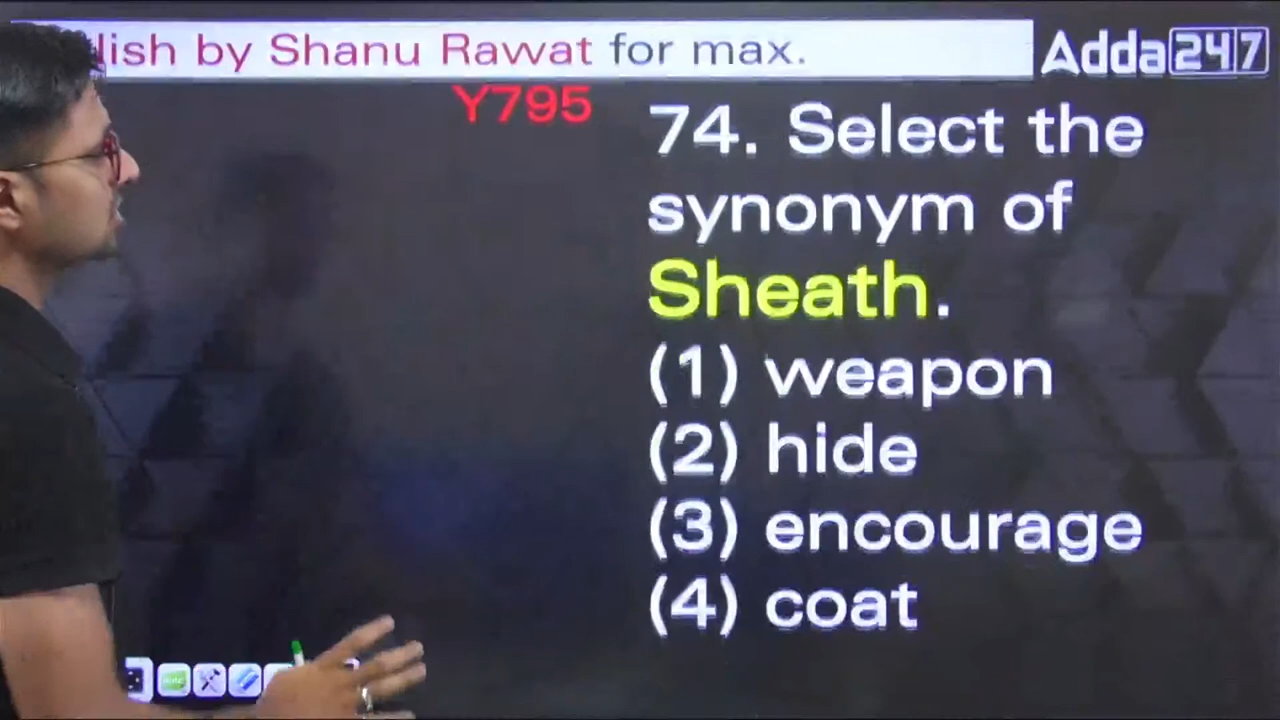 lish by Shanu Rawat for max.
Adda247
Y795
74. Select the
synonym of
Sheath.
(1) weapon
(2) hide
(3) encourage
(4) coat